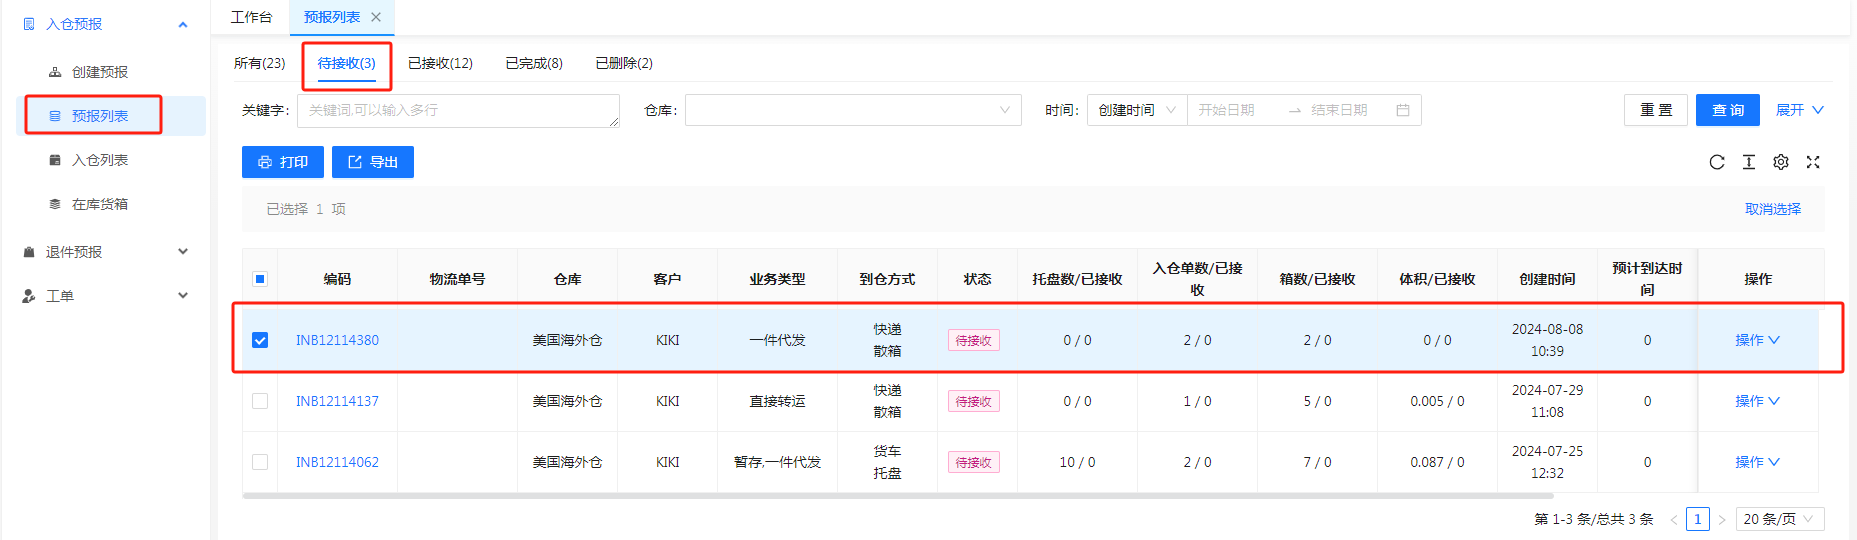 入仓预报
创建预报
预报列表
入仓列表
在库货箱
退件预报
工单
工作台 预报列表
所有(23) 待接收(3) 已接收(12) 已完成(8) 已删除(2)
关键字: 关键词,可以输入多行 仓库: 时间: 创建时间 开始日期 结束日期 重置 查询 展开
打印 导出
已选择 1 项 取消选择
编码 物流单号 仓库 客户 业务类型 到仓方式 状态 托盘数/已接收 入仓单数/已接收 箱数/已接收 体积/已接收 创建时间 预计到达时间 操作
INB12114380 美国海外仓 KIKI 一件代发 快递 散箱 待接收 0 / 0 2 / 0 2 / 0 0 / 0 2024-08-08 10:39 0 操作
INB12114137 美国海外仓 KIKI 直接转运 快递 散箱 待接收 0 / 0 1 / 0 5 / 0 0.005 / 0 2024-07-29 11:08 0 操作
INB12114062 美国海外仓 KIKI 暂存,一件代发 货车 托盘 待接收 10 / 0 2 / 0 7 / 0 0.087 / 0 2024-07-25 12:32 0 操作
第 1-3 条/总共 3 条 < 1 > 20 条/页